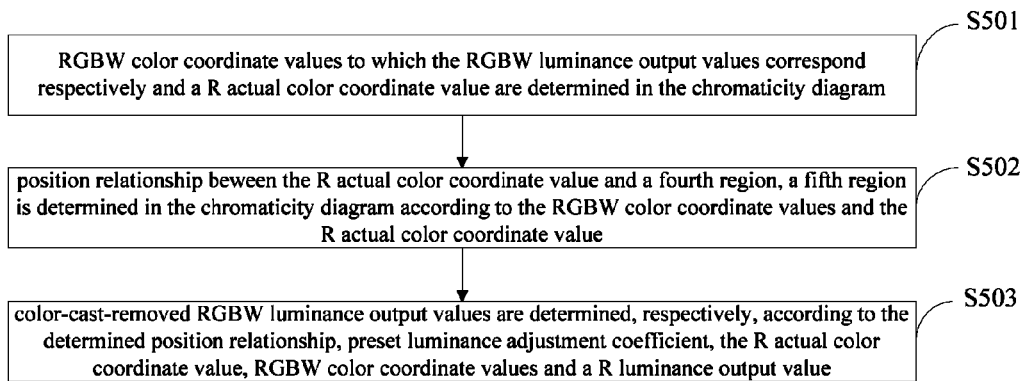 S501
RGBW color coordinate values to which the RGBW luminance output values correspond
respectively and a R actual color coordinate value are determined in the chromaticity diagram
S502
position relationship beween the R actual color coordinate value and a fourth region, a fifth region
is determined in the chromaticity diagram according to the RGBW color coordinate values and the
R actual color coordinate value
S503
color-cast-removed RGBW luminance output values are determined, respectively, according to the
determined position relationship, preset luminance adjustment coefficient, the R actual color
coordinate value, RGBW color coordinate values and a R luminance output value